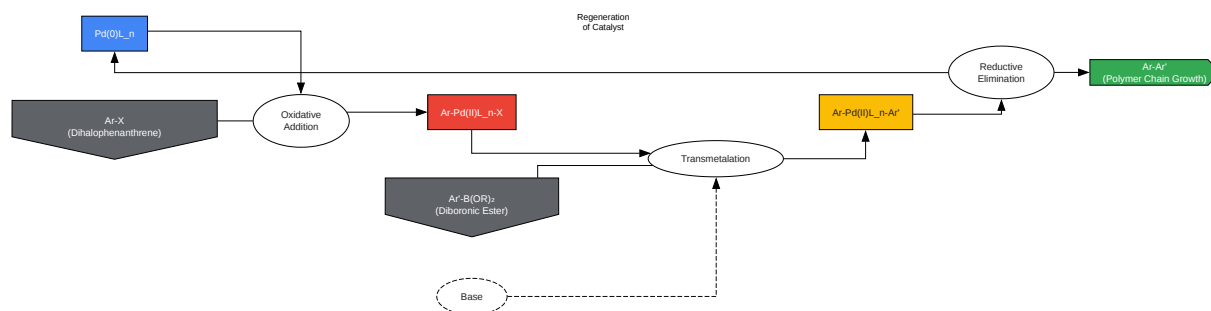 Regeneration
of Catalyst
Pd(0)L_n
Reductive
Elimination
Ar-Ar'
(Polymer Chain Growth)
Ar-X
(Dihalophenanthrene)
Oxidative
Addition
Ar-Pd(II)L_n-X
Ar-Pd(II)L_n-Ar'
Transmetalation
Ar'-B(OR)₂
(Diboronic Ester)
Base